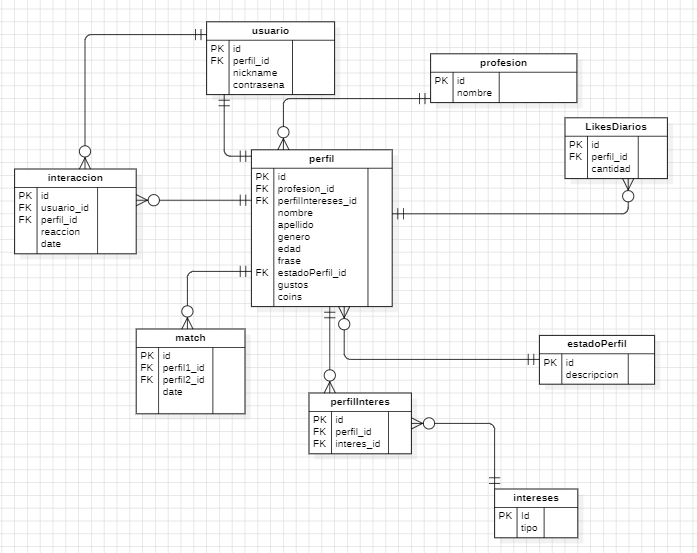 usuario
PK id
FK perfil_id
nickname
contrasena
profesion
PK id
nombre
LikesDiarios
PK id
FK perfil_id
cantidad
interaccion
PK id
FK usuario_id
FK perfil_id
reaccion
date
perfil
PK id
FK profesion_id
FK perfilIntereses_id
nombre
apellido
genero
edad
frase
FK estadoPerfil_id
gustos
coins
match
PK id
FK perfil1_id
FK perfil2_id
date
estadoPerfil
PK id
descripcion
perfilInteres
PK id
FK perfil_id
FK interes_id
intereses
PK Id
tipo